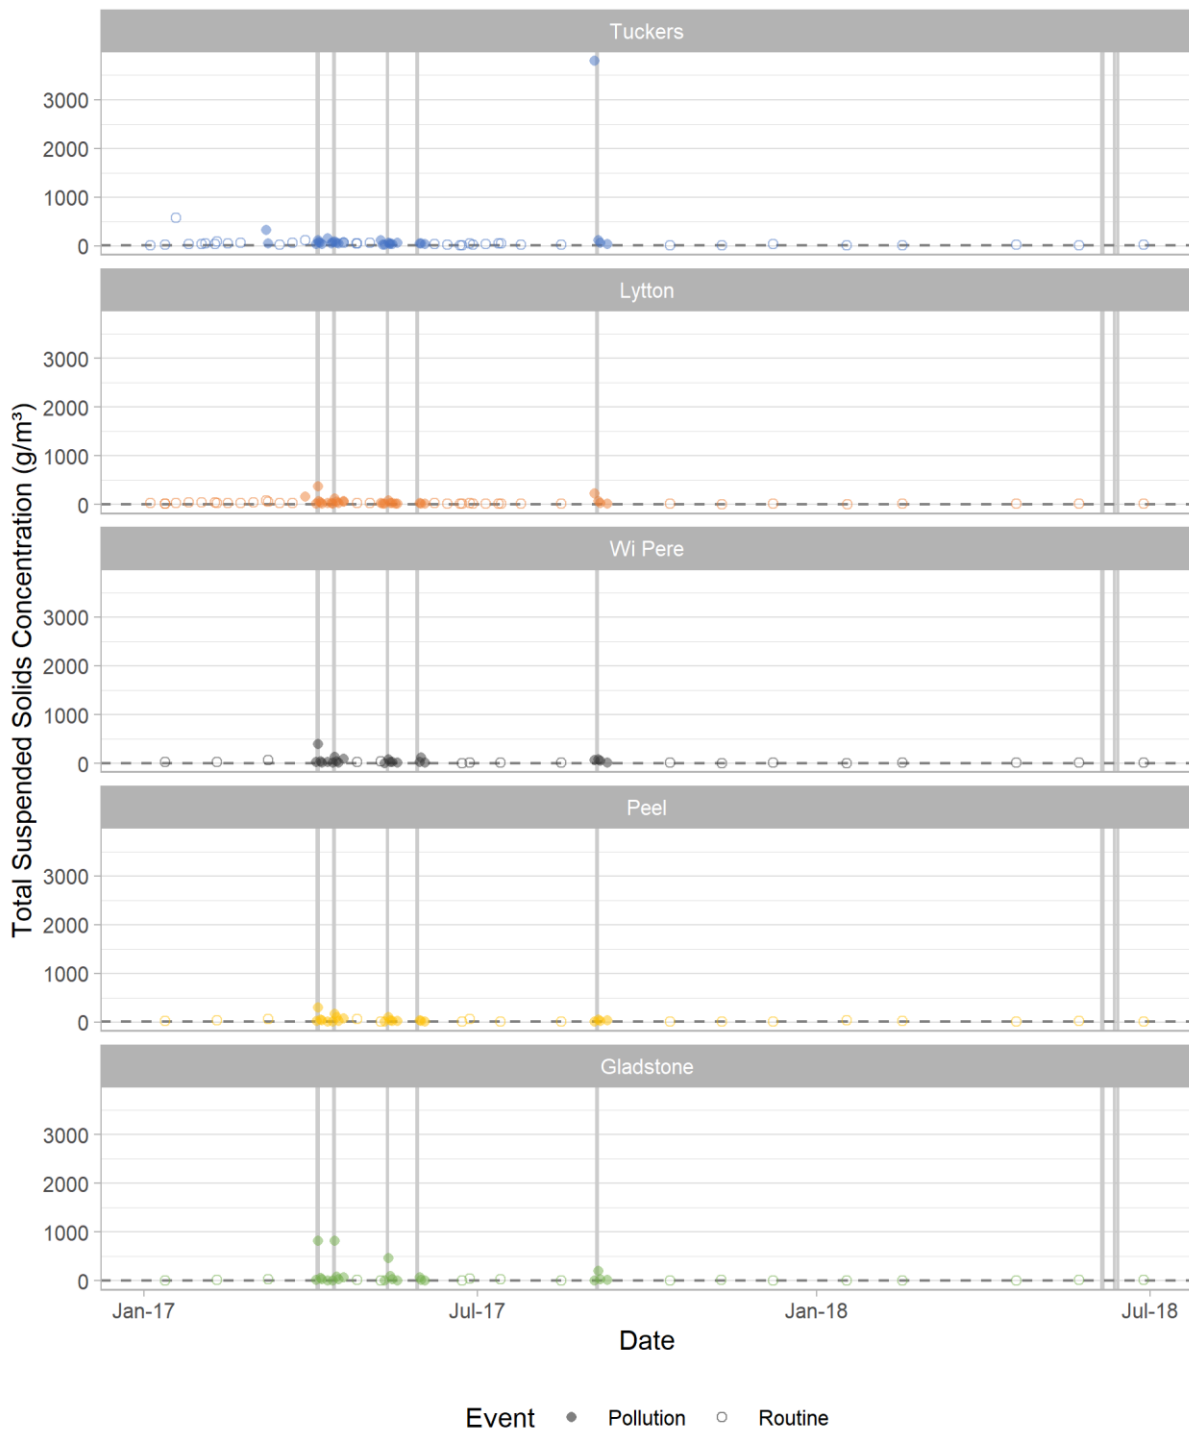 Tuckers
3000
2000
1000
0
Lytton
3000
2000
1000
0
Wi Pere
3000
2000
1000
0
Peel
3000
2000
1000
0
Gladstone
3000
2000
1000
0
Total Suspended Solids Concentration (g/m³)
Jan-17 Jul-17 Jan-18 Jul-18
Date
Event Pollution Routine